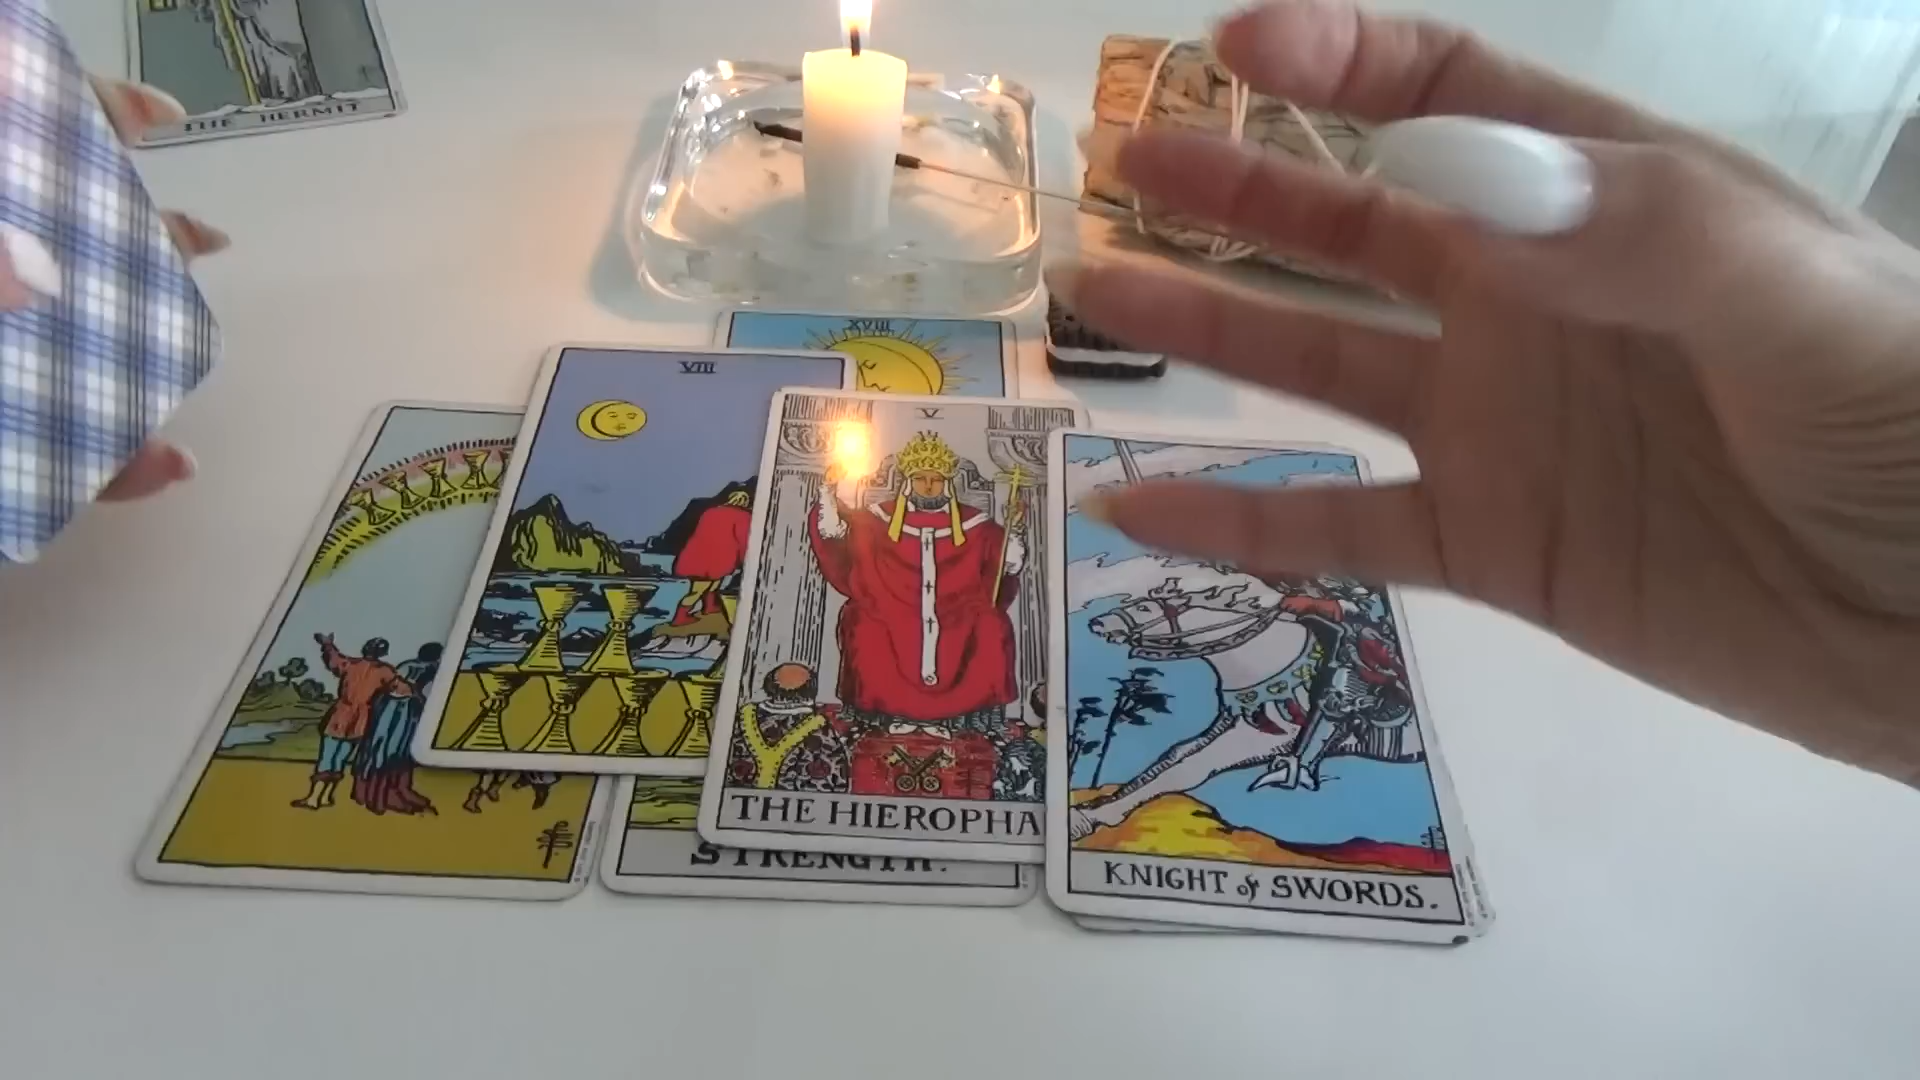 THE HERMIT
XVIII
VIII
V
THE HIEROPHA
STRENGTH.
KNIGHT of SWORDS.